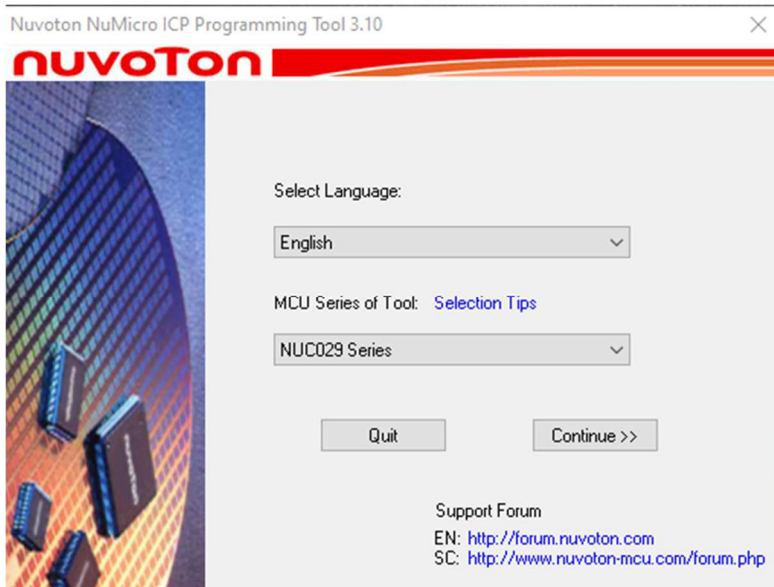 Nuvoton NuMicro ICP Programming Tool 3.10
nuvoTon
Select Language:
English
MCU Series of Tool: Selection Tips
NUC029 Series
Quit Continue >>
Support Forum
EN: http://forum.nuvoton.com
SC: http://www.nuvoton-mcu.com/forum.php
nuvoTon